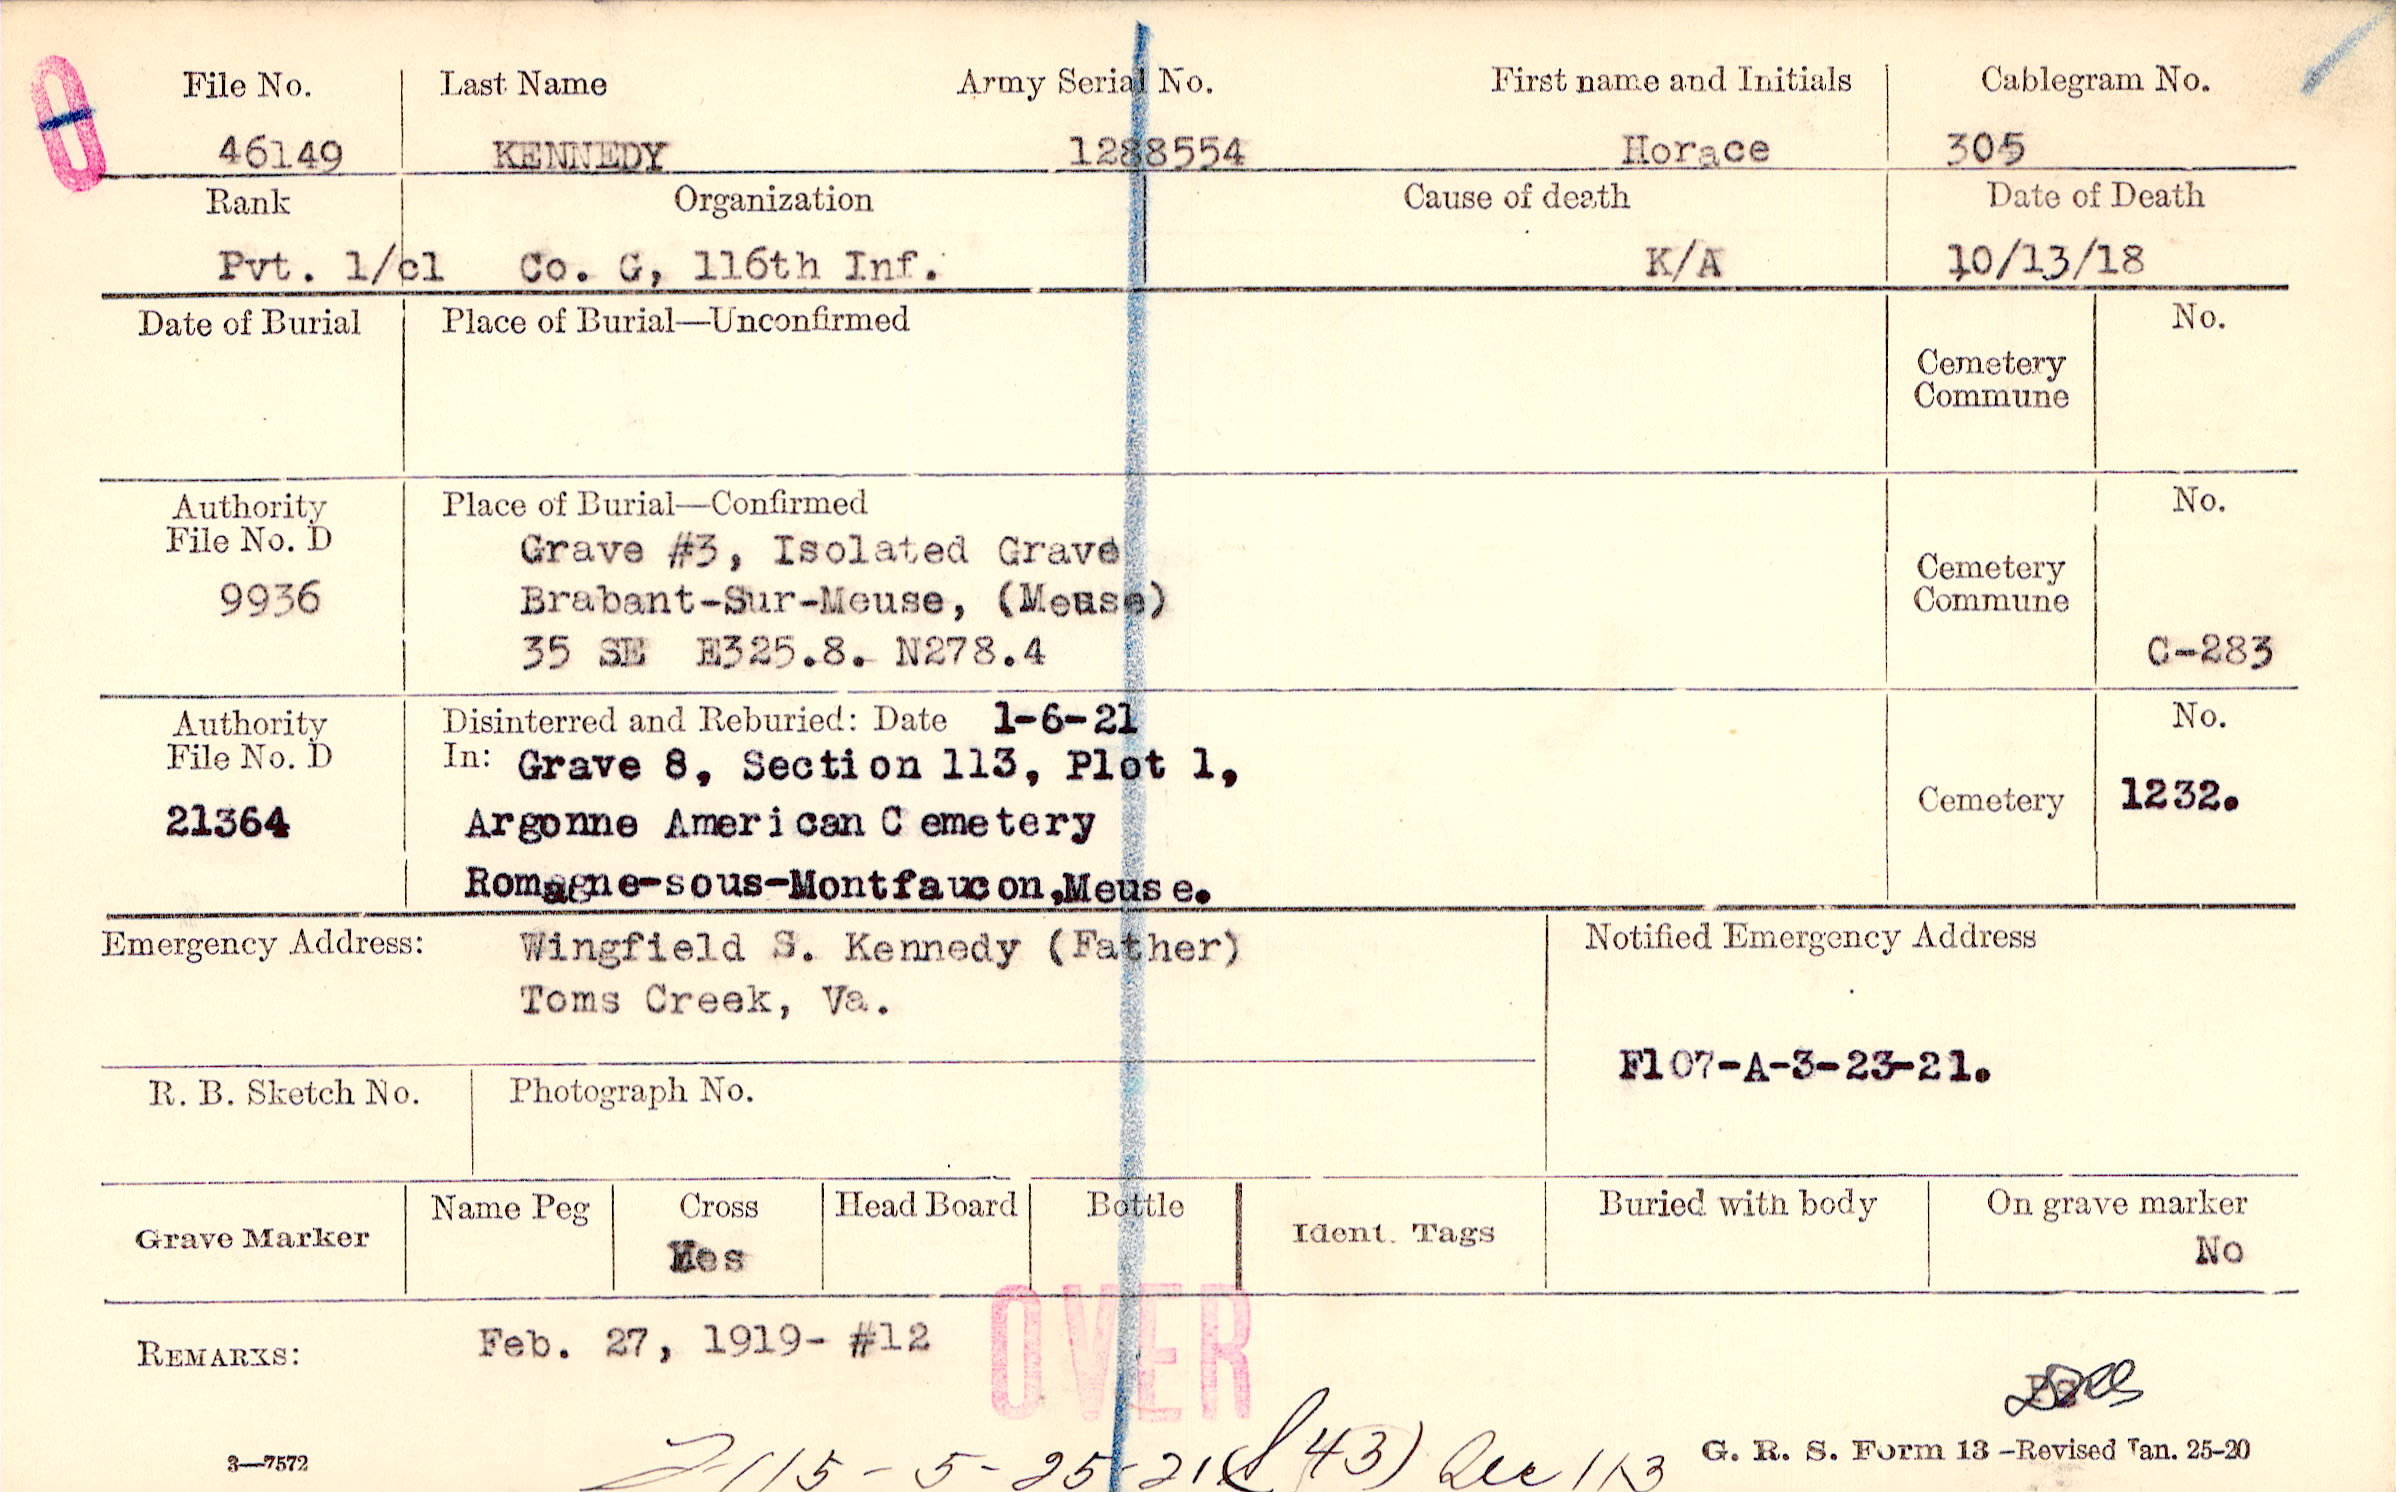 File No. Last Name Army Serial No. First name and Initials Cablegram No.
46149 KENNEDY 1288554 Horace 305
Rank Organization Cause of death Date of Death
Pvt. 1/cl Co. G, 116th Inf. K/A 10/13/18
Date of Burial Place of Burial—Unconfirmed No.
Cemetery
Commune
Authority Place of Burial—Confirmed No.
File No. D Grave #3, Isolated Grave
9936 Brabant-Sur-Meuse, (Meuse) Cemetery
Commune
35 SE E325.8. N278.4 C-283
Authority Disinterred and Reburied: Date 1-6-21 No.
File No. D In: Grave 8, Section 113, Plot 1,
21364 Argonne American Cemetery Cemetery 1232.
Romagne-sous-Montfaucon,Meuse.
Emergency Address: Wingfield S. Kennedy (Father) Notified Emergency Address
Toms Creek, Va.
F107-A-3-23-21.
R. B. Sketch No. Photograph No.
Grave Marker Name Peg Cross Head Board Bottle Ident. Tags Buried with body On grave marker
Yes No
OVER
REMARKS: Feb. 27, 1919- #12
3—7572 115-5-25-21 43) G. R. S. Form 13 -Revised Jan. 25-20